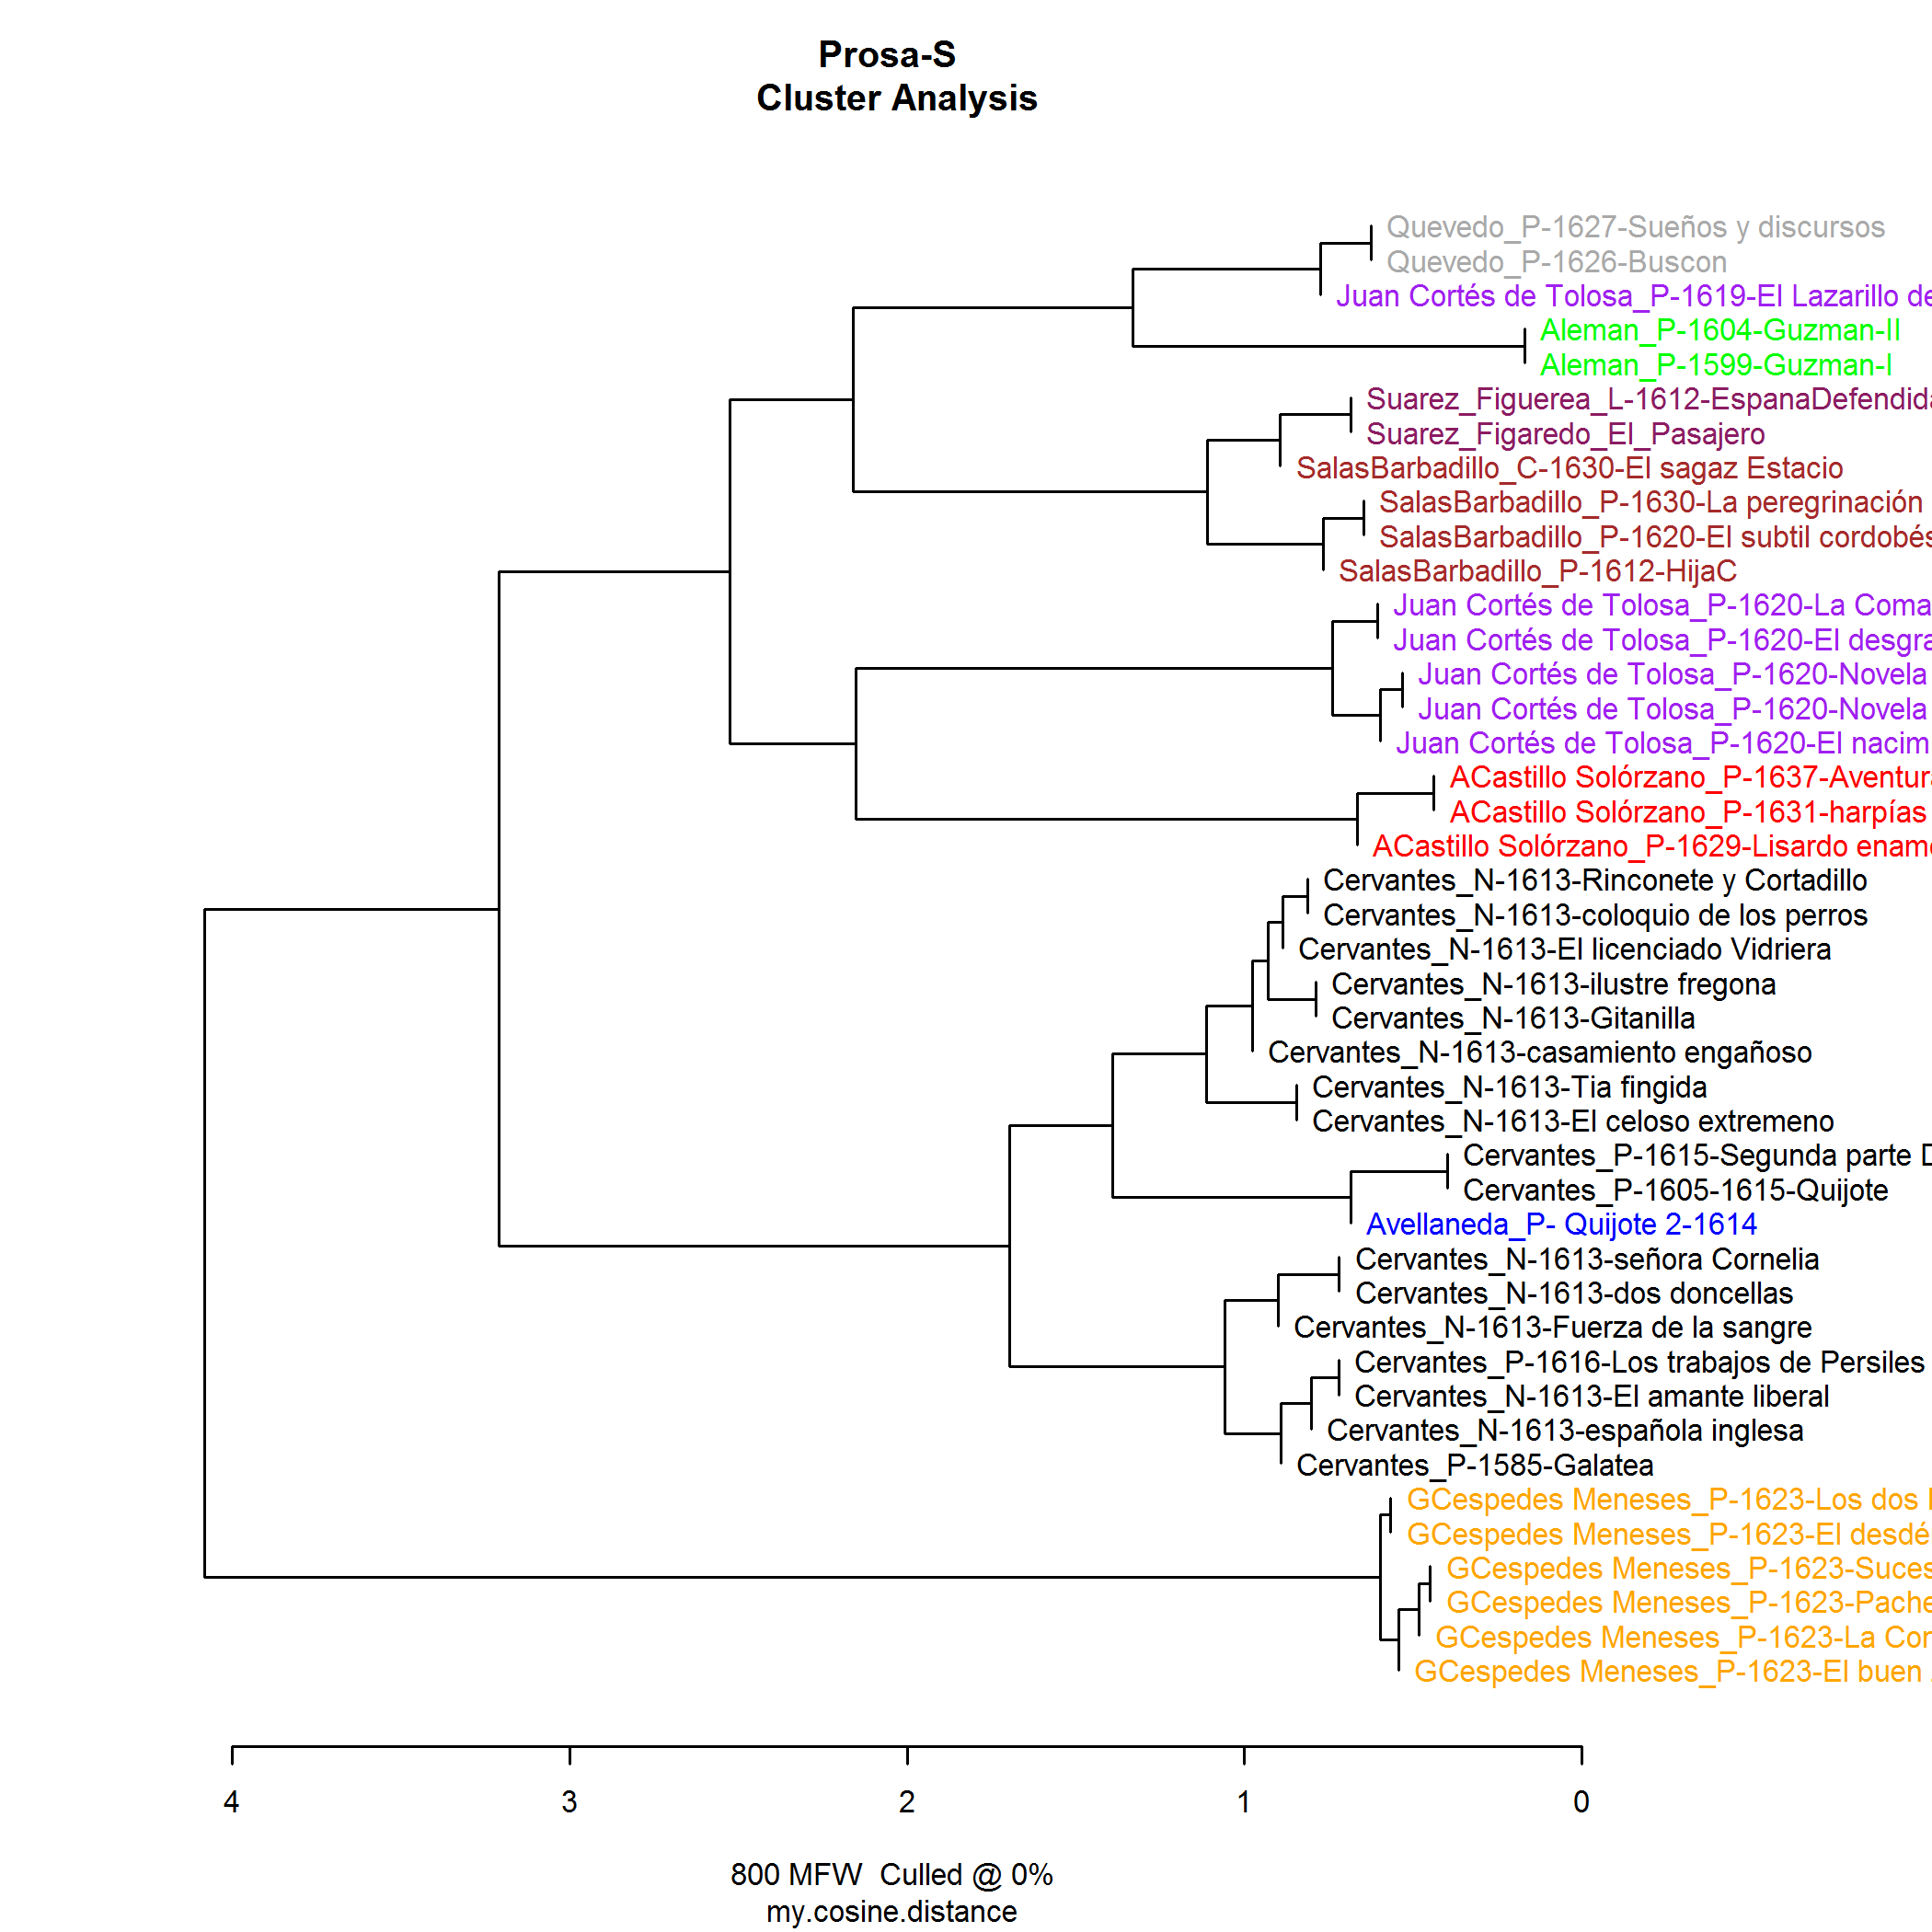 Prosa-S
Cluster Analysis
Quevedo_P-1627-Sueños y discursos
Quevedo_P-1626-Buscon
Juan Cortés de Tolosa_P-1619-El Lazarillo de
Aleman_P-1604-Guzman-II
Aleman_P-1599-Guzman-I
Suarez_Figuerea_L-1612-EspanaDefendida
Suarez_Figaredo_El_Pasajero
SalasBarbadillo_C-1630-El sagaz Estacio
SalasBarbadillo_P-1630-La peregrinación
SalasBarbadillo_P-1620-El subtil cordobés
SalasBarbadillo_P-1612-HijaC
Juan Cortés de Tolosa_P-1620-La Coma
Juan Cortés de Tolosa_P-1620-El desgra
Juan Cortés de Tolosa_P-1620-Novela
Juan Cortés de Tolosa_P-1620-Novela
Juan Cortés de Tolosa_P-1620-El nacim
ACastillo Solórzano_P-1637-Aventura
ACastillo Solórzano_P-1631-harpías
ACastillo Solórzano_P-1629-Lisardo enamo
Cervantes_N-1613-Rinconete y Cortadillo
Cervantes_N-1613-coloquio de los perros
Cervantes_N-1613-El licenciado Vidriera
Cervantes_N-1613-ilustre fregona
Cervantes_N-1613-Gitanilla
Cervantes_N-1613-casamiento engañoso
Cervantes_N-1613-Tia fingida
Cervantes_N-1613-El celoso extremeno
Cervantes_P-1615-Segunda parte D
Cervantes_P-1605-1615-Quijote
Avellaneda_P- Quijote 2-1614
Cervantes_N-1613-señora Cornelia
Cervantes_N-1613-dos doncellas
Cervantes_N-1613-Fuerza de la sangre
Cervantes_P-1616-Los trabajos de Persiles
Cervantes_N-1613-El amante liberal
Cervantes_N-1613-española inglesa
Cervantes_P-1585-Galatea
GCespedes Meneses_P-1623-Los dos
GCespedes Meneses_P-1623-El desdé
GCespedes Meneses_P-1623-Suces
GCespedes Meneses_P-1623-Pache
GCespedes Meneses_P-1623-La Con
GCespedes Meneses_P-1623-El buen
4 3 2 1 0
800 MFW Culled @ 0%
my.cosine.distance